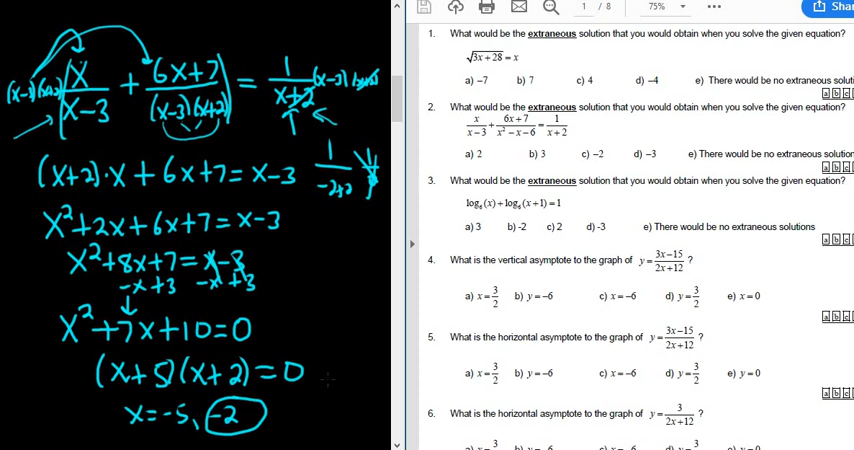 (x-3)(x+2) [x/(x-3) + (6x+7)/((x-3)(x+2))] = 1/(x+2) (x-3)(x+2)
(x+2)·x + 6x+7 = x-3
1/(-2+2)
x²+2x+6x+7=x-3
x²+8x+7=x-3
-x+3 -x+3
x²+7x+10=0
(x+5)(x+2)=0
x=-5,-2
1 / 8
75%
Shar
1. What would be the extraneous solution that you would obtain when you solve the given equation?
√(3x+28) = x
a) -7 b) 7 c) 4 d) -4 e) There would be no extraneous soluti
a b c
2. What would be the extraneous solution that you would obtain when you solve the given equation?
x/(x-3) + (6x+7)/(x²-x-6) = 1/(x+2)
a) 2 b) 3 c) -2 d) -3 e) There would be no extraneous solution
a b c
3. What would be the extraneous solution that you would obtain when you solve the given equation?
log₆(x)+log₆(x+1)=1
a) 3 b) -2 c) 2 d) -3 e) There would be no extraneous solutions
a b c
4. What is the vertical asymptote to the graph of y=(3x-15)/(2x+12) ?
a) x=3/2 b) y=-6 c) x=-6 d) y=3/2 e) x=0
a b c
5. What is the horizontal asymptote to the graph of y=(3x-15)/(2x+12) ?
a) x=3/2 b) y=-6 c) x=-6 d) y=3/2 e) y=0
a b c
6. What is the horizontal asymptote to the graph of y=3/(2x+12) ?